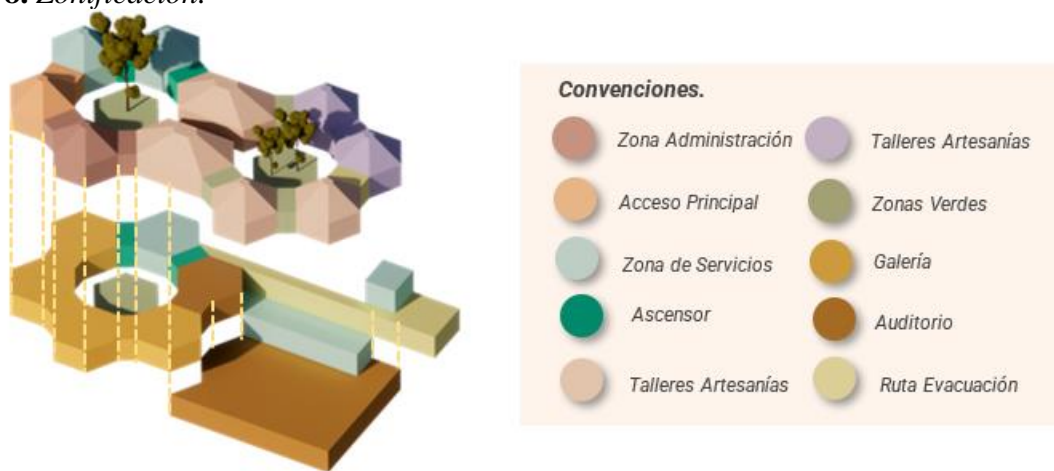 Zonificación.
Convenciones.
Zona Administración
Talleres Artesanías
Acceso Principal
Zonas Verdes
Zona de Servicios
Galería
Ascensor
Auditorio
Talleres Artesanías
Ruta Evacuación